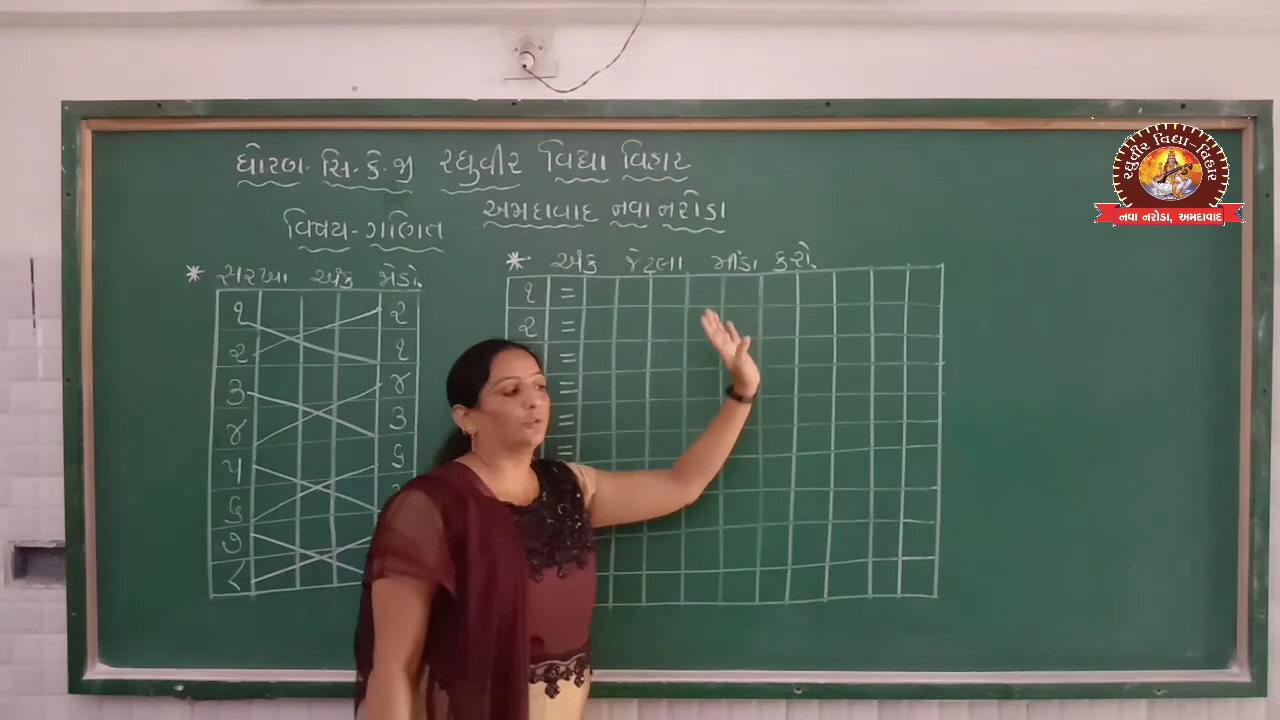 ધોરણ- સિ. કે. જી રઘુવીર વિદ્યા વિહાર
અમદાવાદ નવા નરોડા
વિષય- ગણિત
* સરખા અંક જોડો
૧ ૨
૨ ૧
૩ ૪
૪ ૩
૫ ૬
૬
૭
૮
* અંક જેટલા મીંડા કરો.
૧ =
૨ =
=
=
=
=
રઘુવીર વિદ્યા-વિહાર
નવા નરોડા, અમદાવાદ